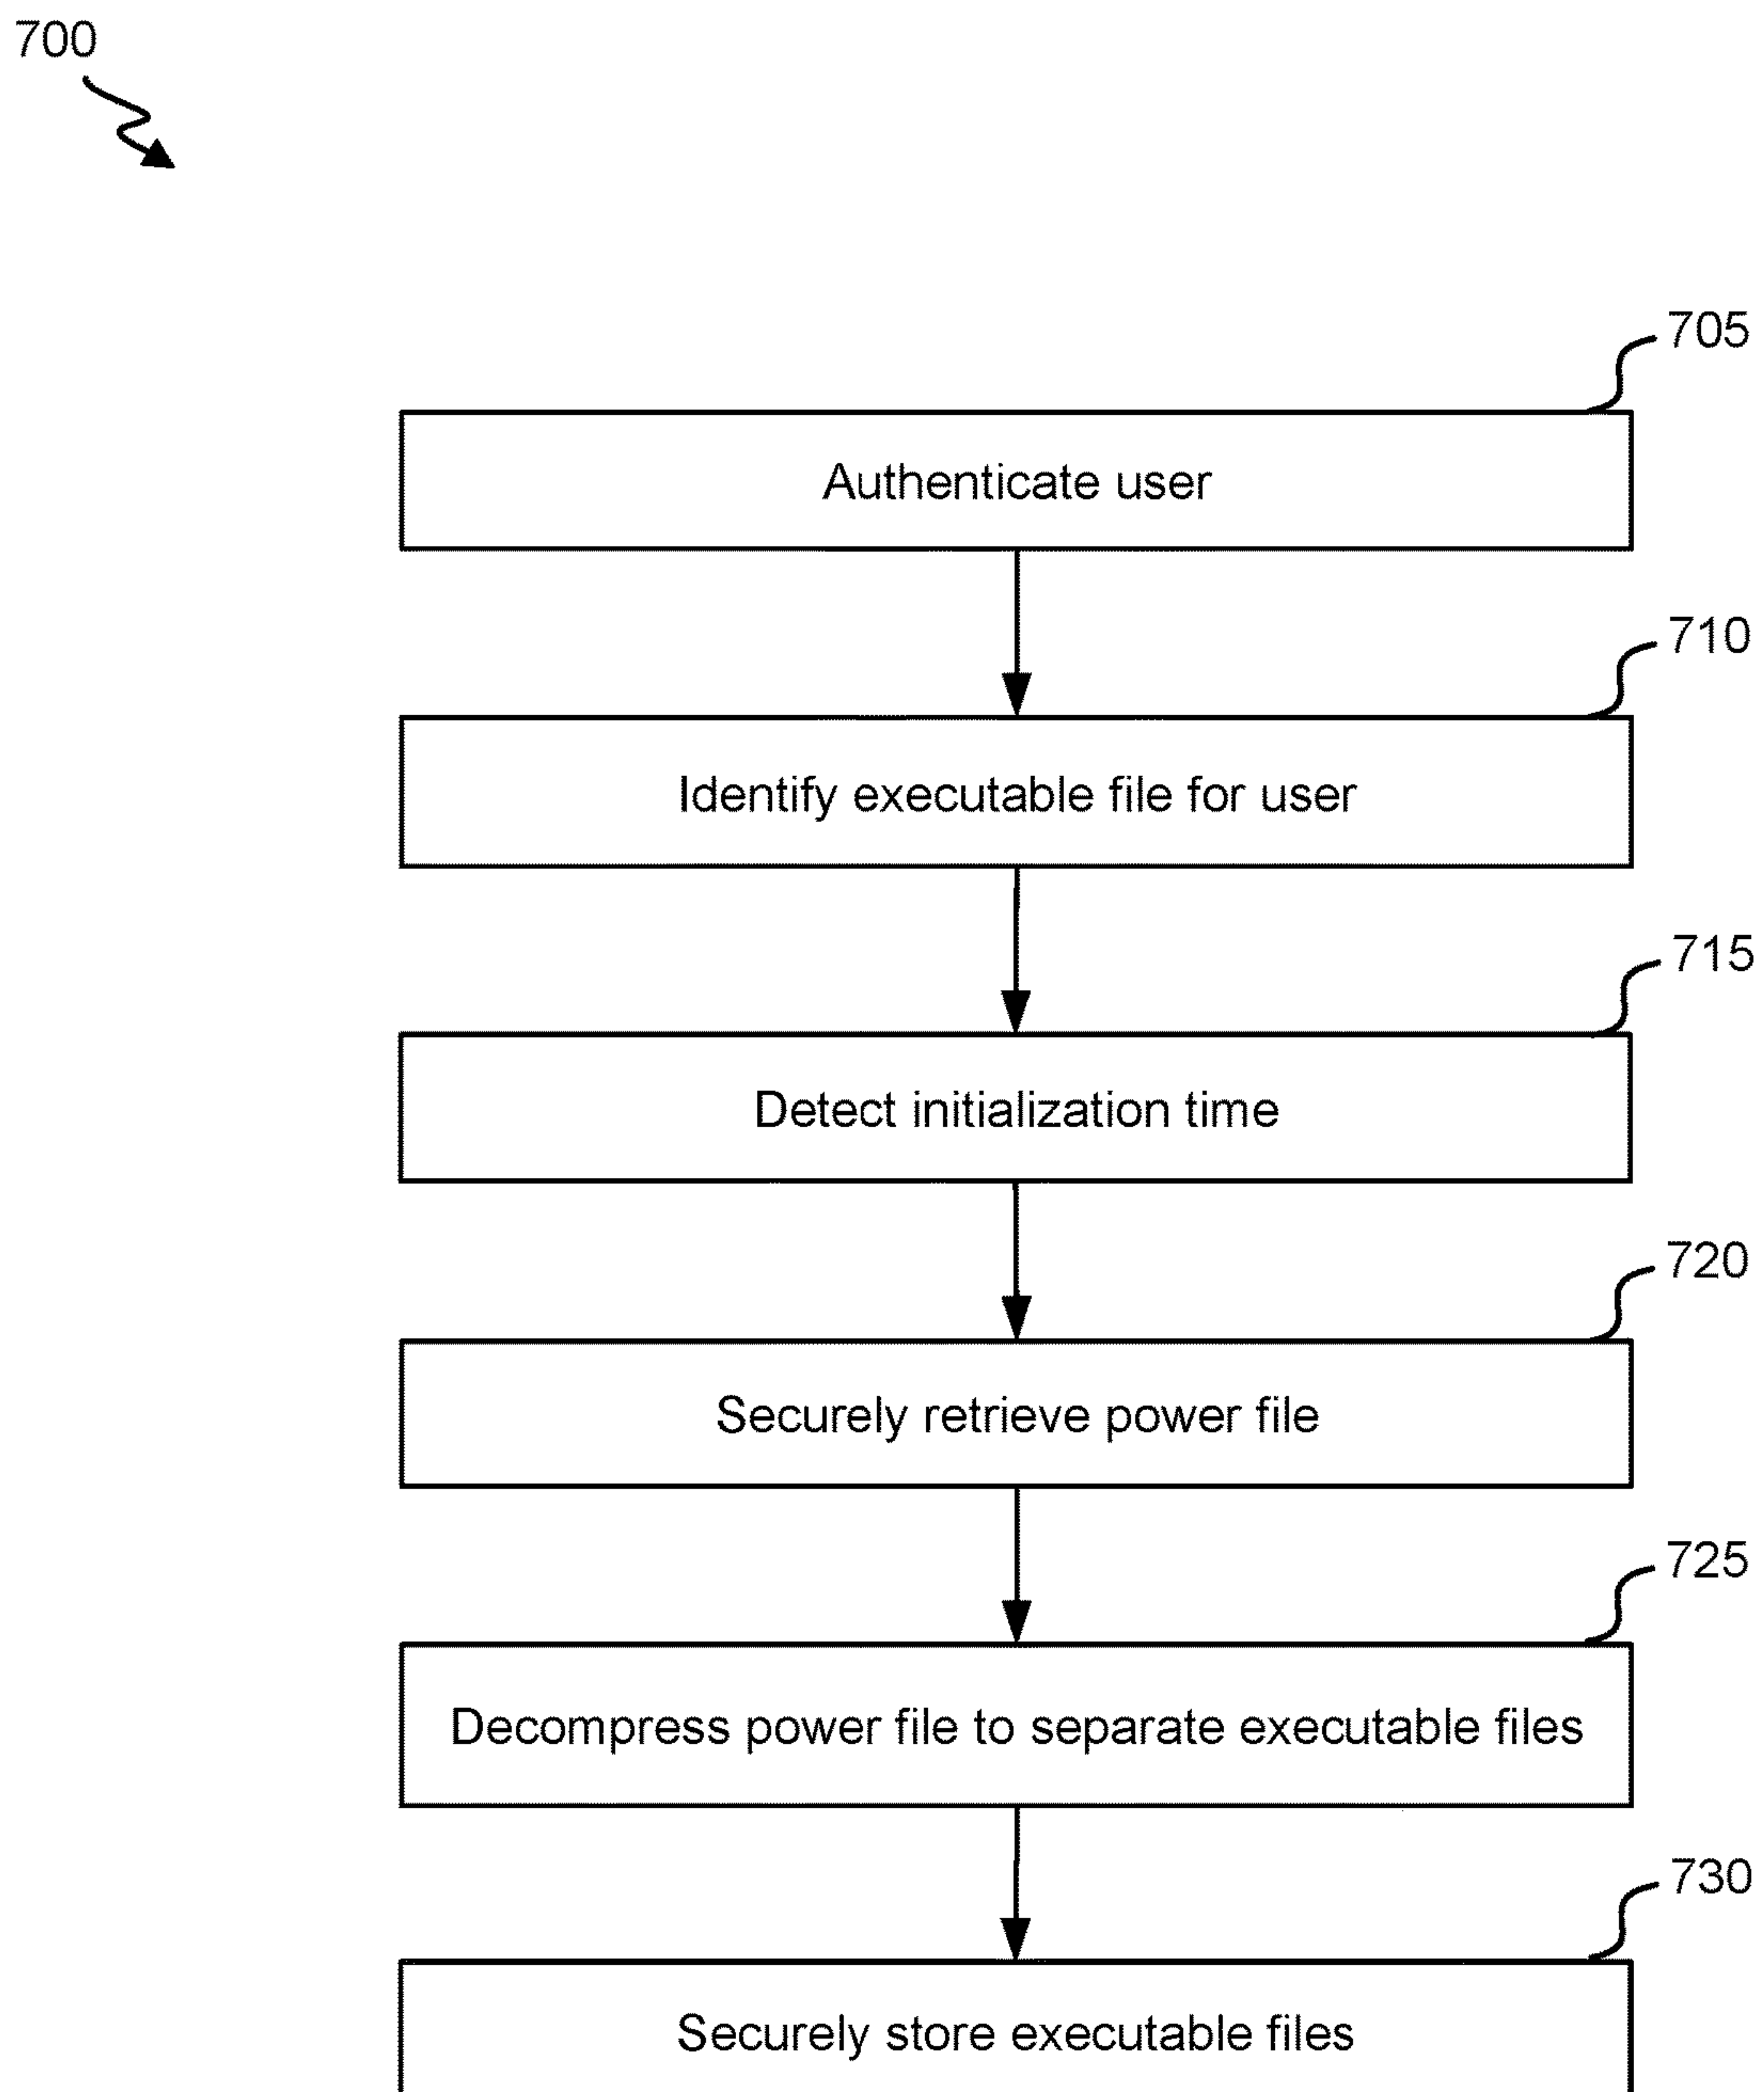 700
705
Authenticate user
710
Identify executable file for user
715
Detect initialization time
720
Securely retrieve power file
725
Decompress power file to separate executable files
730
Securely store executable files